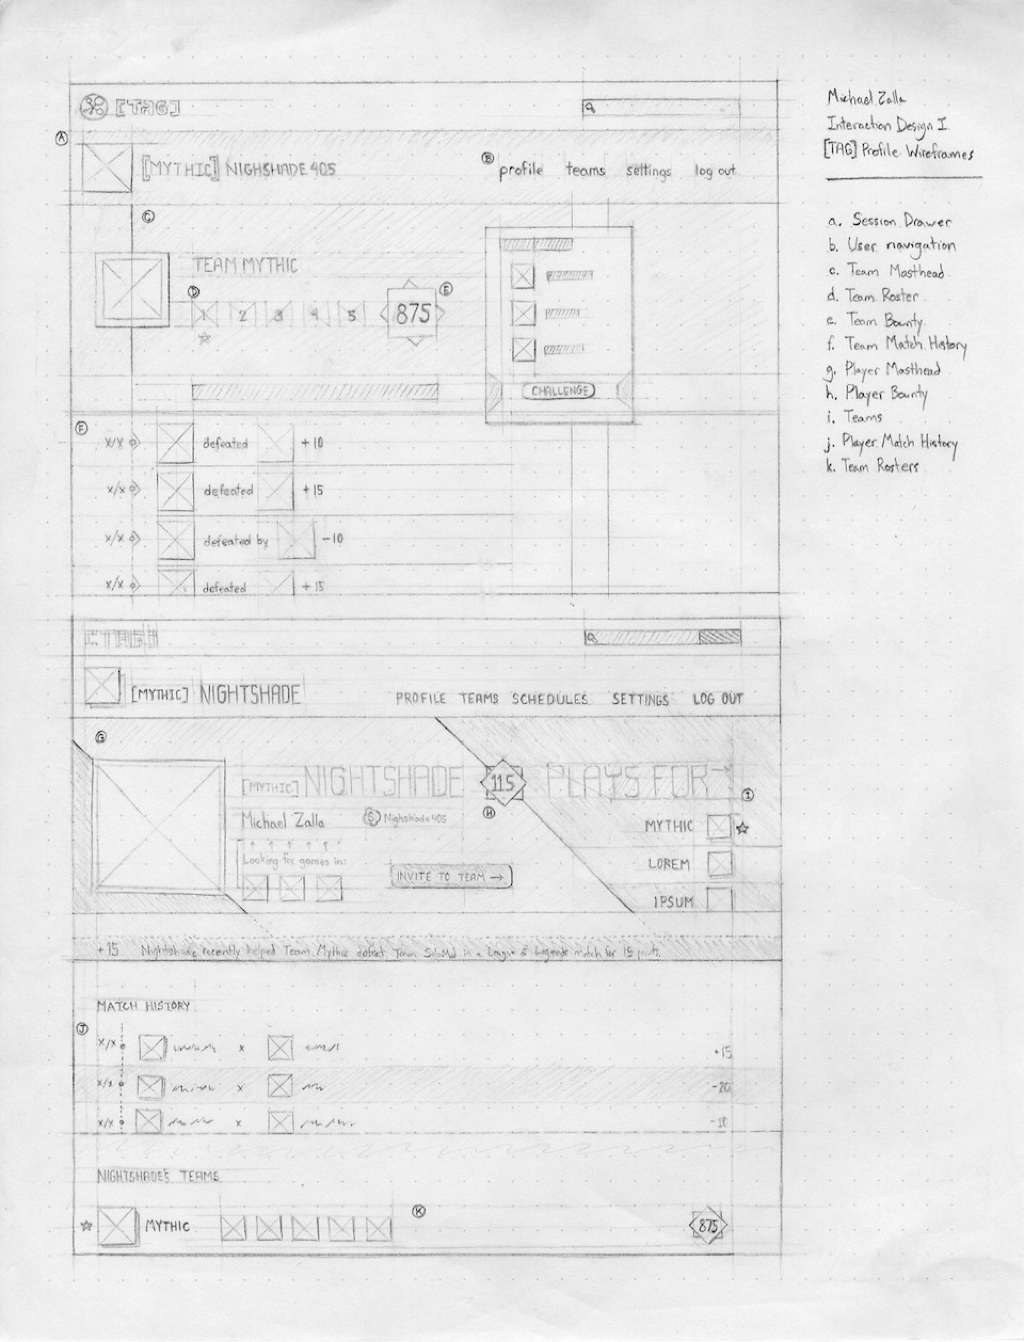 [TAG]
A
[MYTHIC] NIGHSHADE 405
B
profile teams settings log out
C
TEAM MYTHIC
D
1 2 3 4 5
875
E
CHALLENGE
F
x/x defeated +10
x/x defeated +15
x/x defeated by -10
x/x defeated +15
Michael Zalla
Interaction Design I
[TAG] Profile Wireframes
a. Session Drawer
b. User navigation
c. Team Masthead
d. Team Roster
e. Team Bounty
f. Team Match History
g. Player Masthead
h. Player Bounty
i. Teams
j. Player Match History
k. Team Rosters
[TAG]
[MYTHIC] NIGHTSHADE
PROFILE TEAMS SCHEDULES SETTINGS LOG OUT
G
[MYTHIC] NIGHTSHADE 115 PLAYS FOR →
H
I
Michael Zalla Nighshade405
Looking for games in:
INVITE TO TEAM →
MYTHIC
LOREM
IPSUM
+15 Nightshade recently helped Team Mythic defeat Team SoloMid in a League of Legends match for 15 points.
MATCH HISTORY
J
x/x x +15
x/x x -20
x/x x -10
NIGHTSHADE'S TEAMS
K
MYTHIC 875